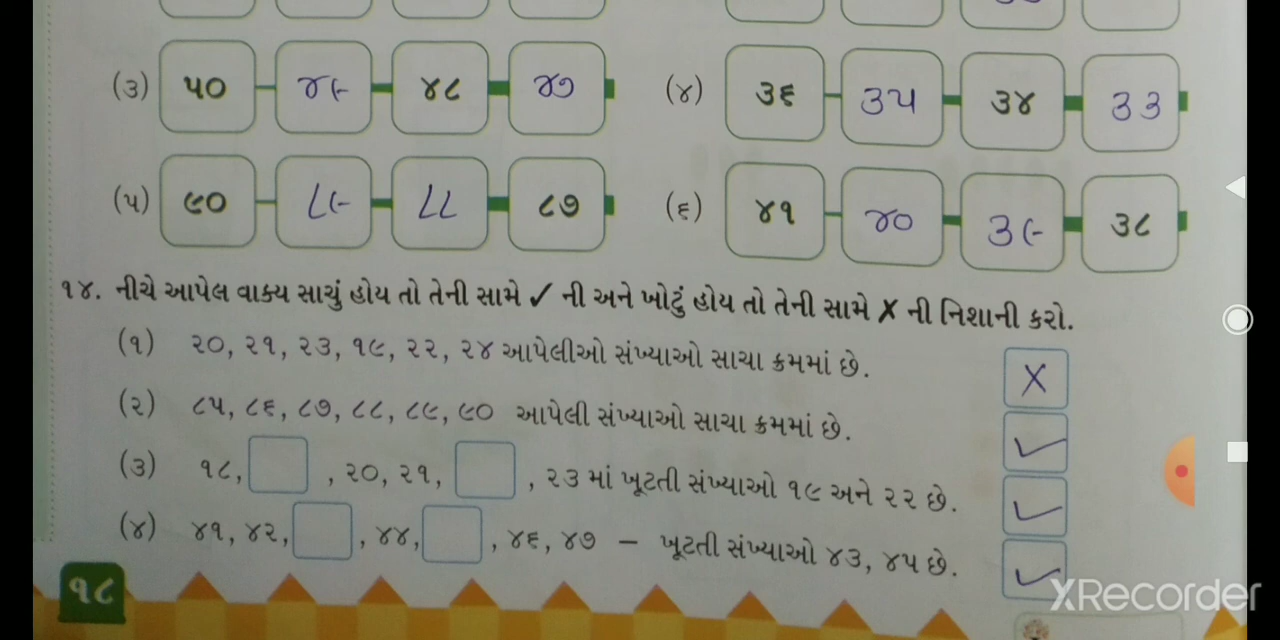 (૩) ૫૦ ૪૯ ૪૮ ૪૭ (૪) ૩૬ ૩૫ ૩૪ ૩૩
(૫) ૯૦ ૮૯ ૮૮ ૮૭ (૬) ૪૧ ૪૦ ૩૯ ૩૮
૧૪. નીચે આપેલ વાક્ય સાચું હોય તો તેની સામે ✓ ની અને ખોટું હોય તો તેની સામે ✗ ની નિશાની કરો.
(૧) ૨૦, ૨૧, ૨૩, ૧૯, ૨૨, ૨૪ આપેલીઓ સંખ્યાઓ સાચા ક્રમમાં છે. ✗
(૨) ૮૫, ૮૬, ૮૭, ૮૮, ૮૯, ૯૦ આપેલી સંખ્યાઓ સાચા ક્રમમાં છે. ✓
(૩) ૧૮, , ૨૦, ૨૧, , ૨૩ માં ખૂટતી સંખ્યાઓ ૧૯ અને ૨૨ છે. ✓
(૪) ૪૧, ૪૨, , ૪૪, , ૪૬, ૪૭ – ખૂટતી સંખ્યાઓ ૪૩, ૪૫ છે. ✓
૧૮
XRecorder